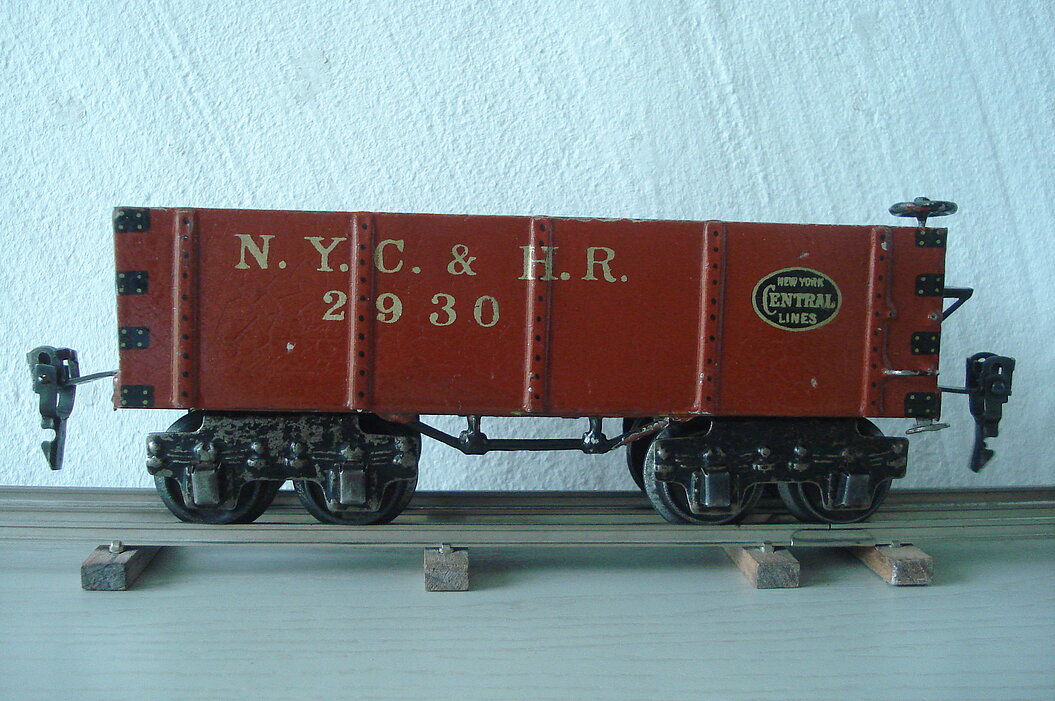 N. Y. C. & H. R.
2930
NEW YORK
CENTRAL
LINES